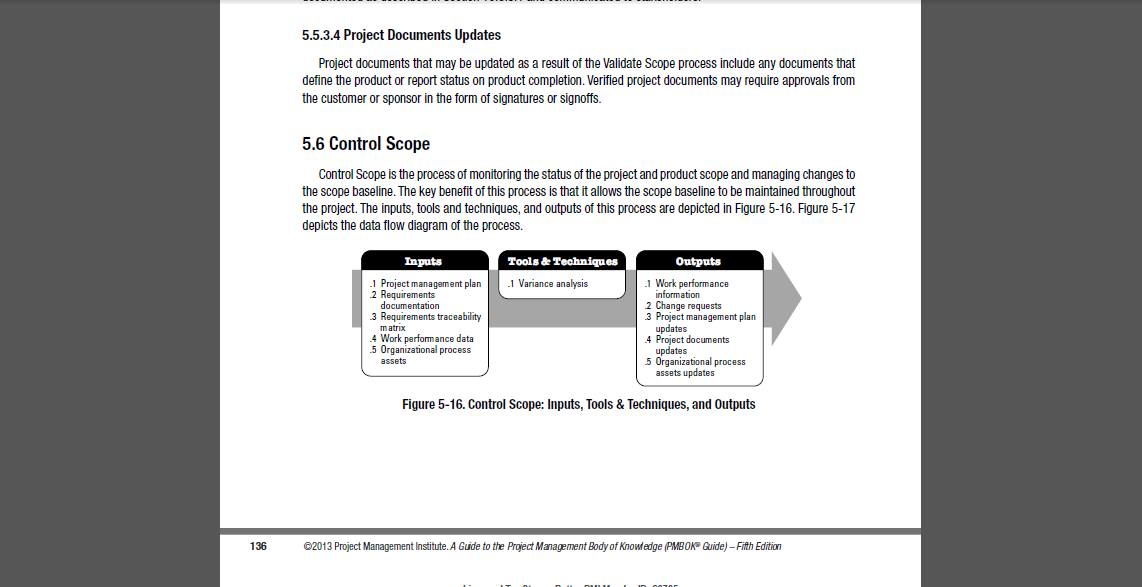 5.5.3.4 Project Documents Updates
Project documents that may be updated as a result of the Validate Scope process include any documents that
define the product or report status on product completion. Verified project documents may require approvals from
the customer or sponsor in the form of signatures or signoffs.
5.6 Control Scope
Control Scope is the process of monitoring the status of the project and product scope and managing changes to
the scope baseline. The key benefit of this process is that it allows the scope baseline to be maintained throughout
the project. The inputs, tools and techniques, and outputs of this process are depicted in Figure 5-16. Figure 5-17
depicts the data flow diagram of the process.
Inputs
.1 Project management plan
.2 Requirements
documentation
.3 Requirements traceability
matrix
.4 Work performance data
.5 Organizational process
assets
Tools & Techniques
.1 Variance analysis
Outputs
.1 Work performance
information
.2 Change requests
.3 Project management plan
updates
.4 Project documents
updates
.5 Organizational process
assets updates
Figure 5-16. Control Scope: Inputs, Tools & Techniques, and Outputs
136 ©2013 Project Management Institute. A Guide to the Project Management Body of Knowledge (PMBOK® Guide) – Fifth Edition